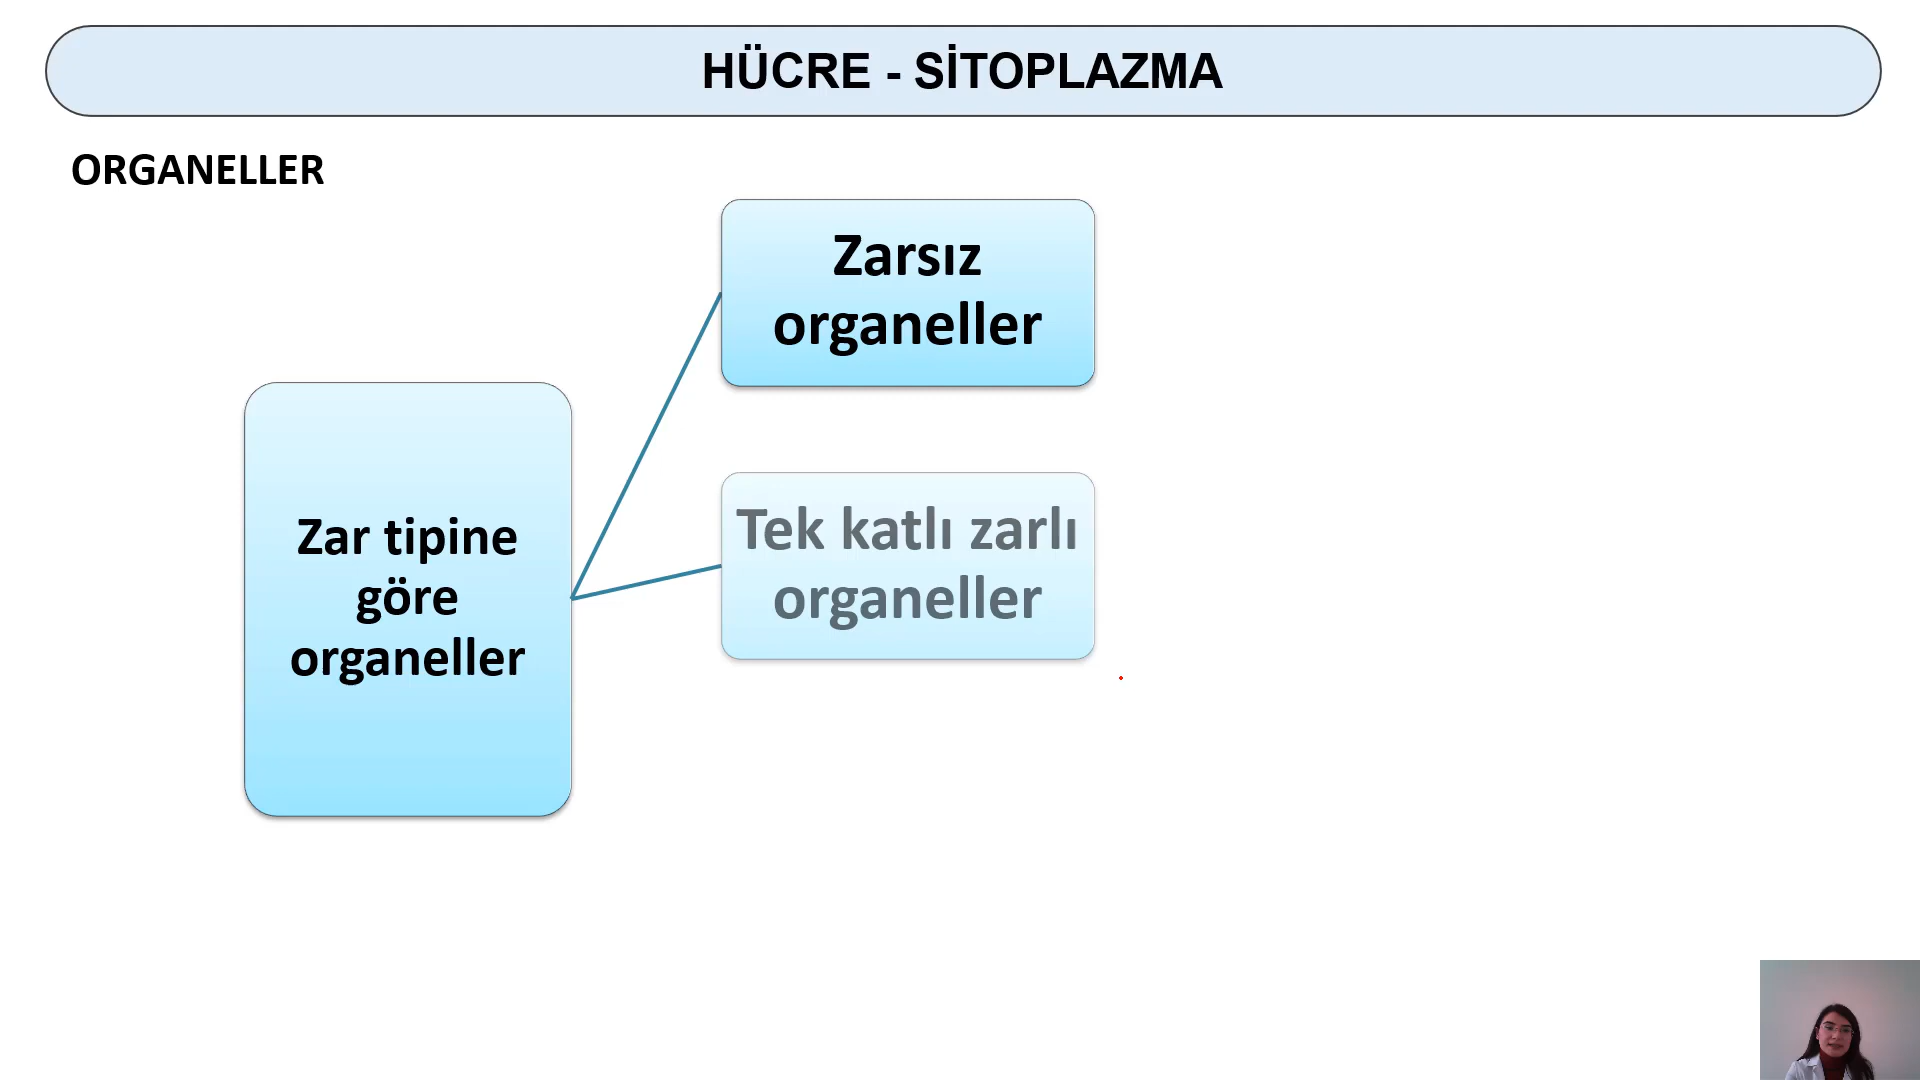 HÜCRE - SİTOPLAZMA
ORGANELLER
Zarsız
organeller
Zar tipine
göre
organeller
Tek katlı zarlı
organeller